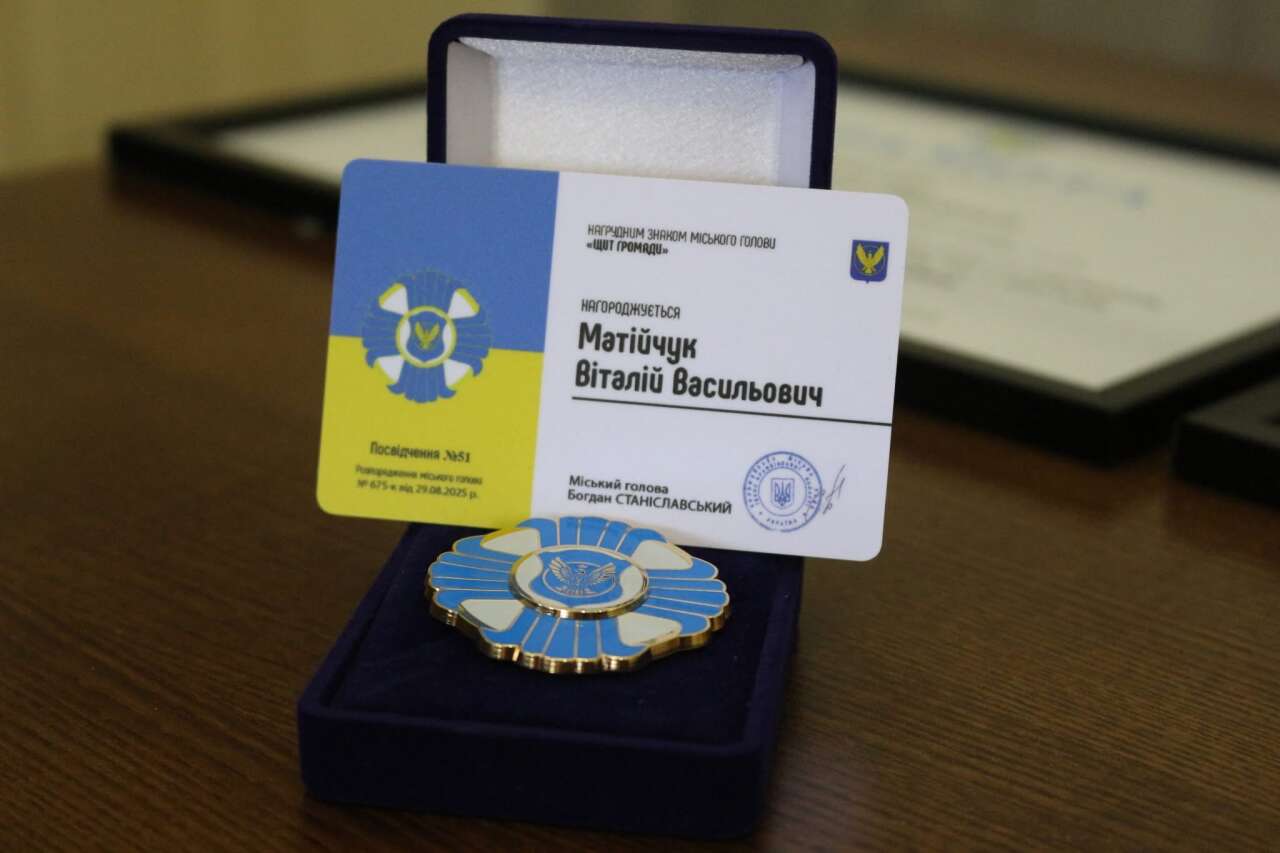 НАГРУДНИМ ЗНАКОМ МІСЬКОГО ГОЛОВИ
«ЩИТ ГРОМАДИ»
НАГОРОДЖУЄТЬСЯ
Матійчук
Віталій Васильович
Посвідчення №51
Розпорядження міського голови
№ 675-к від 29.08.2025 р.
Міський голова
Богдан СТАНІСЛАВСЬКИЙ
УКРАЇНА